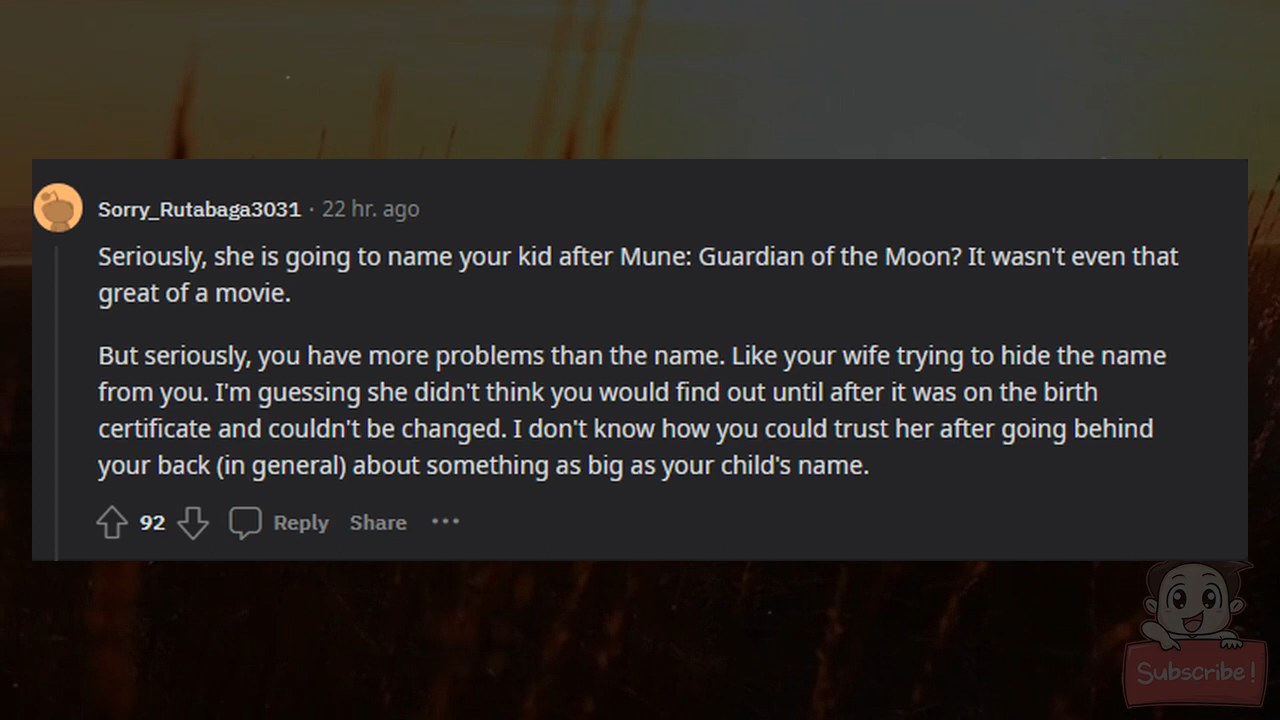 Sorry_Rutabaga3031 · 22 hr. ago
Seriously, she is going to name your kid after Mune: Guardian of the Moon? It wasn't even that
great of a movie.
But seriously, you have more problems than the name. Like your wife trying to hide the name
from you. I'm guessing she didn't think you would find out until after it was on the birth
certificate and couldn't be changed. I don't know how you could trust her after going behind
your back (in general) about something as big as your child's name.
92 Reply Share ···
Subscribe!